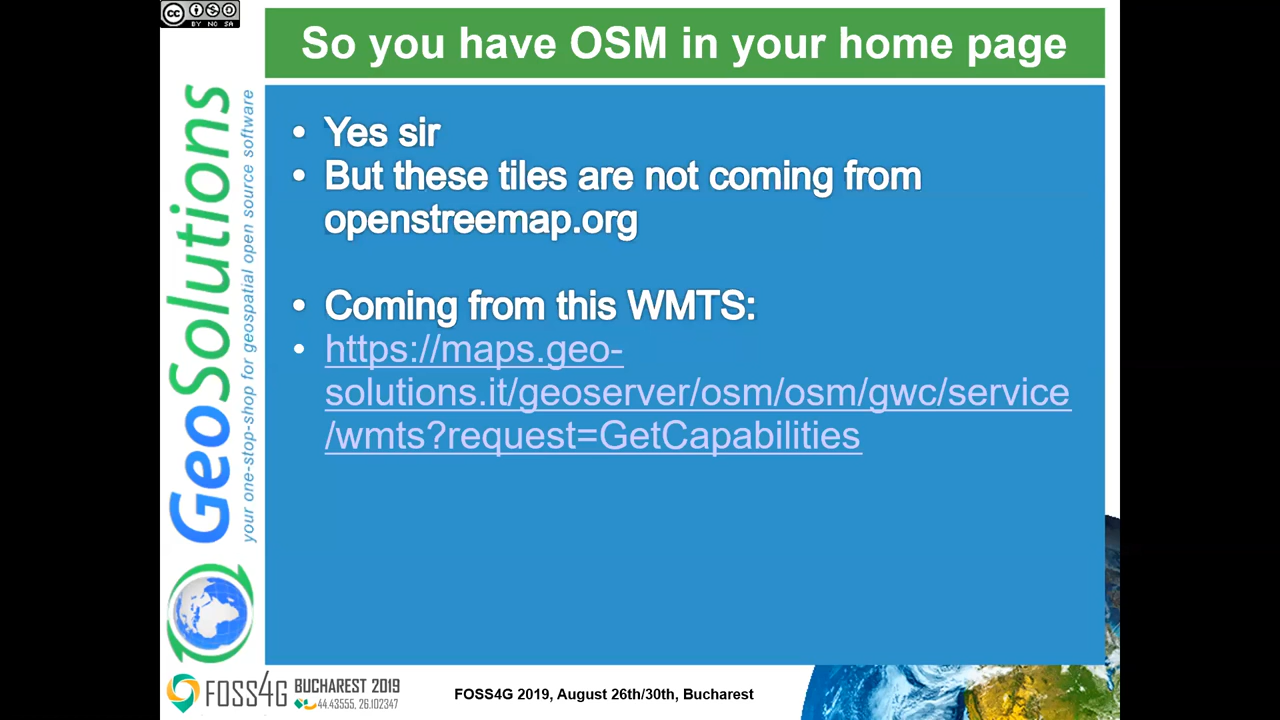 BY NC SA
So you have OSM in your home page
• Yes sir
• But these tiles are not coming from
openstreemap.org
• Coming from this WMTS:
• https://maps.geo-
solutions.it/geoserver/osm/osm/gwc/service
/wmts?request=GetCapabilities
GeoSolutions
your one-stop-shop for geospatial open source software
FOSS4G BUCHAREST 2019
44.43555, 26.102347
FOSS4G 2019, August 26th/30th, Bucharest